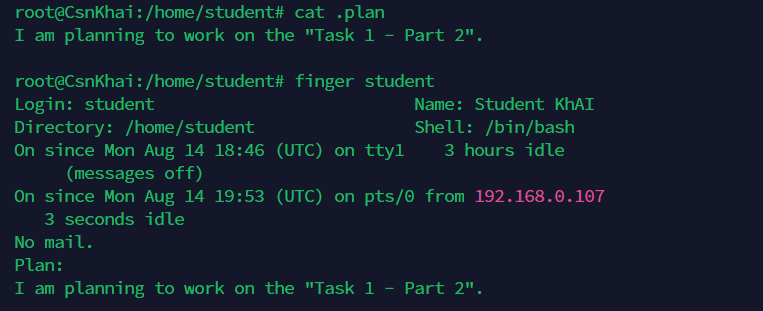 root@CsnKhai:/home/student# cat .plan
I am planning to work on the "Task 1 - Part 2".
root@CsnKhai:/home/student# finger student
Login: student                          Name: Student KhAI
Directory: /home/student                Shell: /bin/bash
On since Mon Aug 14 18:46 (UTC) on tty1    3 hours idle
     (messages off)
On since Mon Aug 14 19:53 (UTC) on pts/0 from 192.168.0.107
   3 seconds idle
No mail.
Plan:
I am planning to work on the "Task 1 - Part 2".